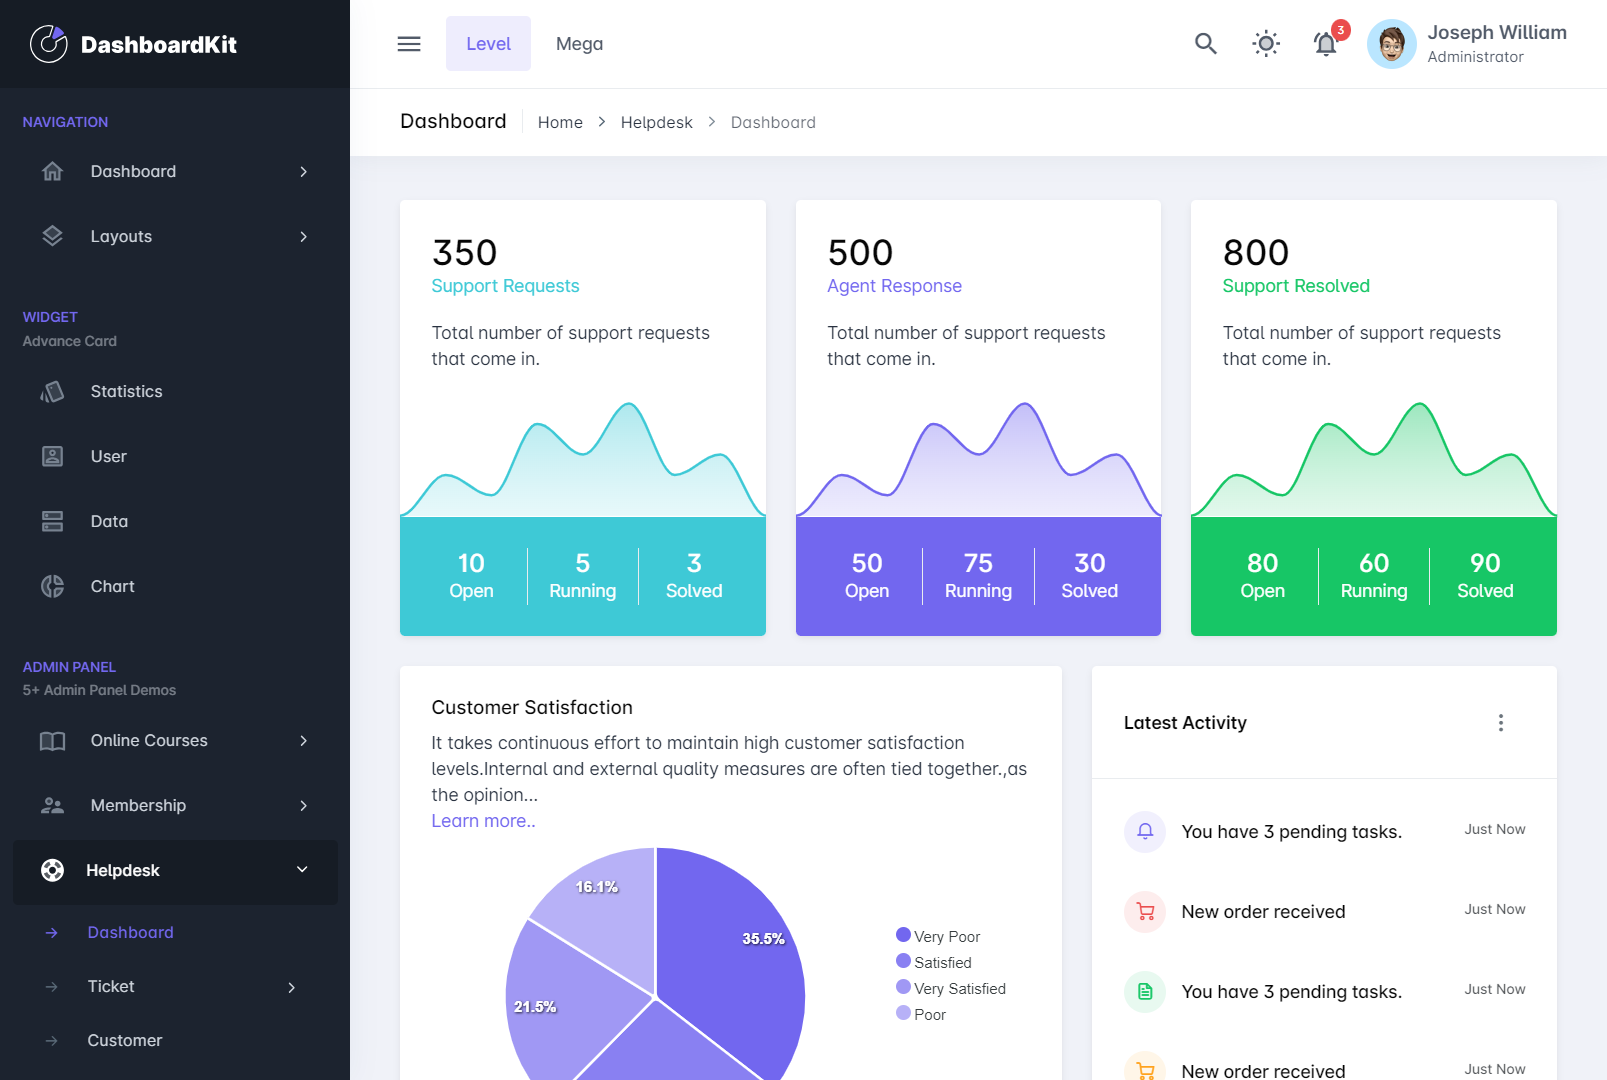 DashboardKit
NAVIGATION
Dashboard
Layouts
WIDGET
Advance Card
Statistics
User
Data
Chart
ADMIN PANEL
5+ Admin Panel Demos
Online Courses
Membership
Helpdesk
Dashboard
Ticket
Customer
Level
Mega
3
Joseph William
Administrator
Dashboard
Home > Helpdesk > Dashboard
350
Support Requests
Total number of support requests
that come in.
10
Open
5
Running
3
Solved
500
Agent Response
Total number of support requests
that come in.
50
Open
75
Running
30
Solved
800
Support Resolved
Total number of support requests
that come in.
80
Open
60
Running
90
Solved
Customer Satisfaction
It takes continuous effort to maintain high customer satisfaction
levels.Internal and external quality measures are often tied together.,as
the opinion...
Learn more..
16.1%
35.5%
21.5%
Very Poor
Satisfied
Very Satisfied
Poor
Latest Activity
You have 3 pending tasks.
Just Now
New order received
Just Now
You have 3 pending tasks.
Just Now
New order received
Just Now